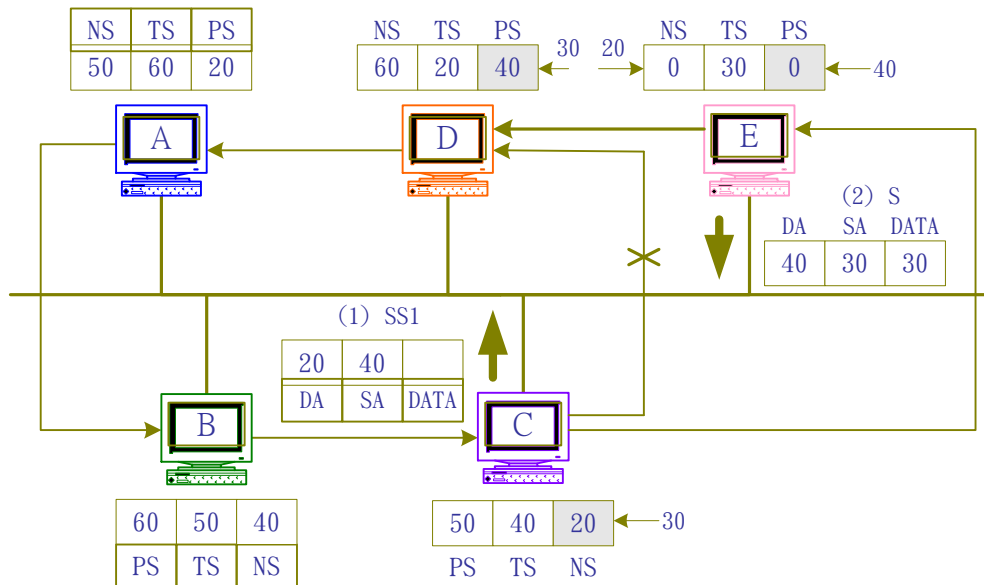 NS TS PS
50 60 20
NS TS PS
60 20 40
30
20
NS TS PS
0 30 0
40
A
D
E
(2) S
DA SA DATA
40 30 30
(1) SS1
20 40
DA SA DATA
B
C
60 50 40
PS TS NS
50 40 20
30
PS TS NS